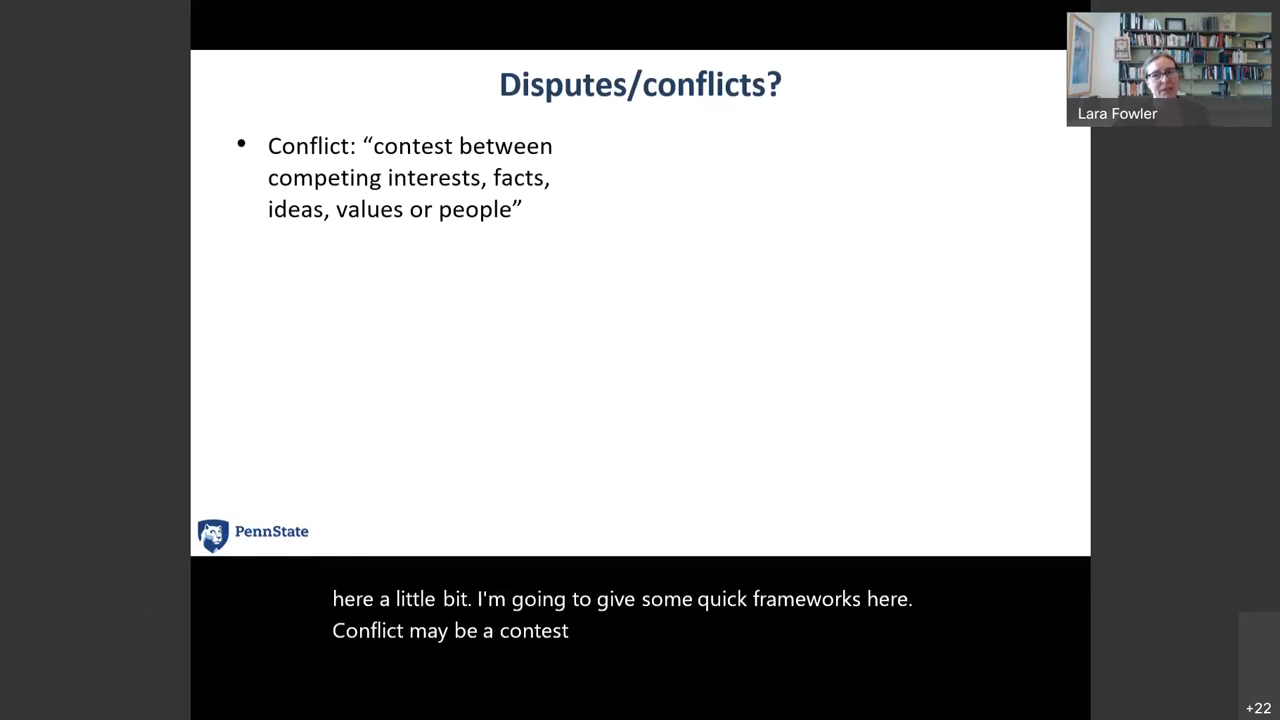 Disputes/conflicts?
Lara Fowler
• Conflict: “contest between
competing interests, facts,
ideas, values or people”
PennState
here a little bit. I'm going to give some quick frameworks here.
Conflict may be a contest
+22